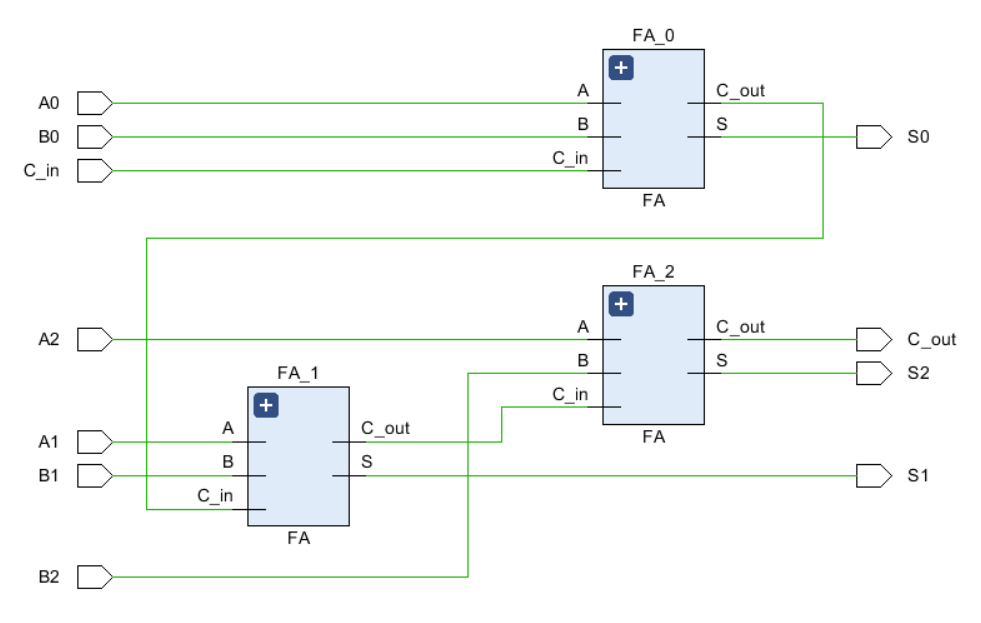 FA_0
A0
A
C_out
B0
B
S
S0
C_in
C_in
FA
FA_2
A2
A
C_out
C_out
B
S
S2
FA_1
C_in
A1
A
C_out
FA
B1
B
S
S1
C_in
FA
B2